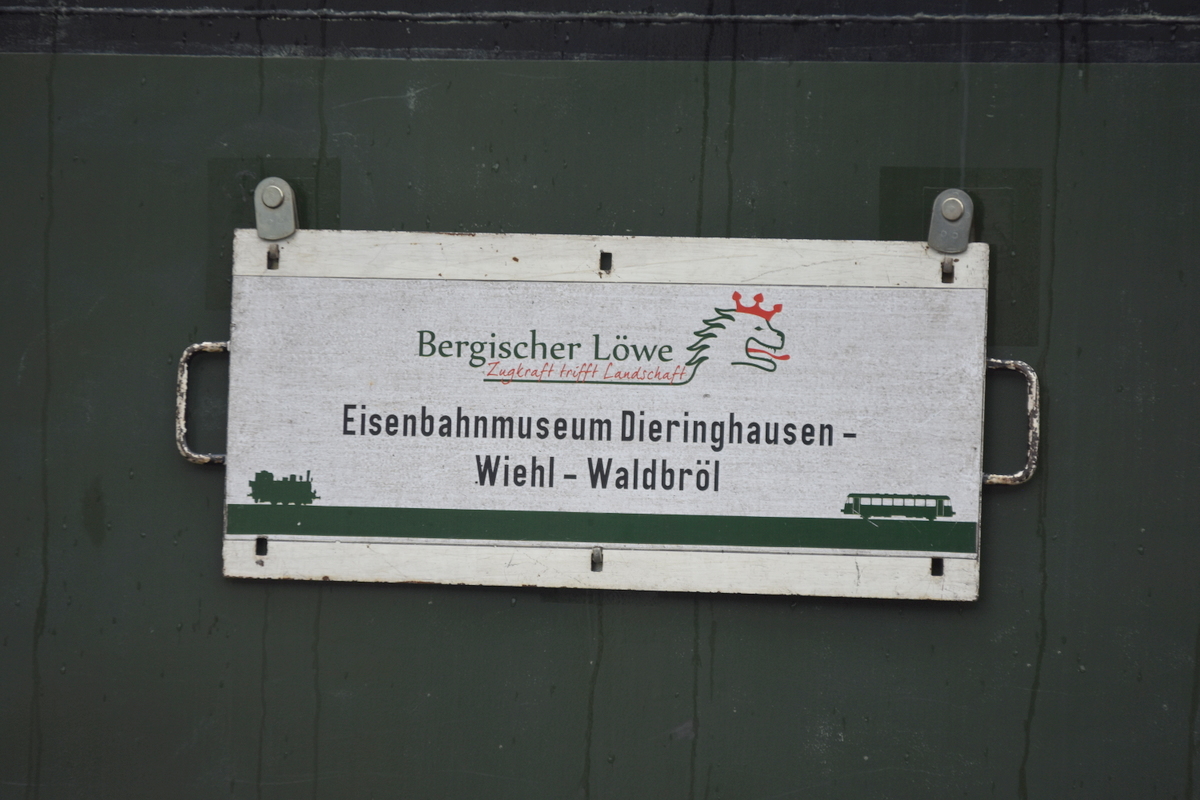 Bergischer Löwe
Zugkraft trifft Landschaft
Eisenbahnmuseum Dieringhausen –
Wiehl – Waldbröl